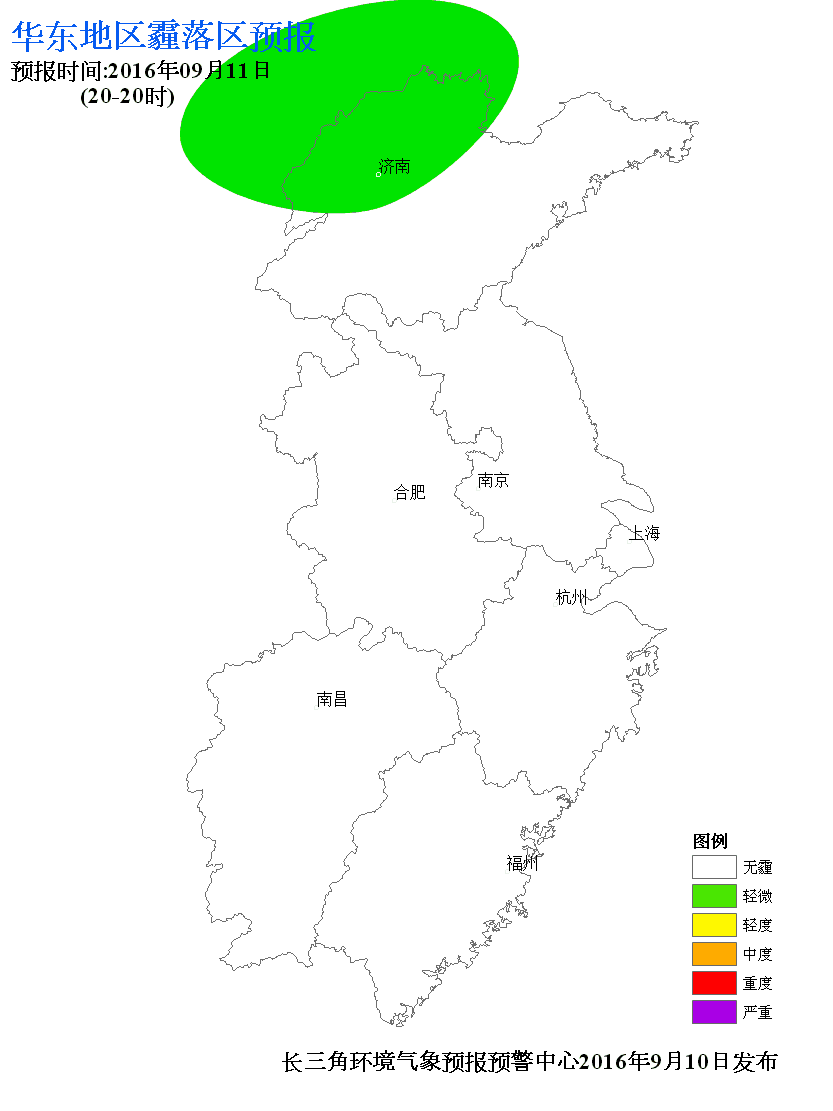 华东地区霾落区预报
预报时间:2016年09月11日
(20-20时)
济南
南京
合肥
上海
杭州
南昌
福州
图例
无霾
轻微
轻度
中度
重度
严重
长三角环境气象预报预警中心2016年9月10日发布